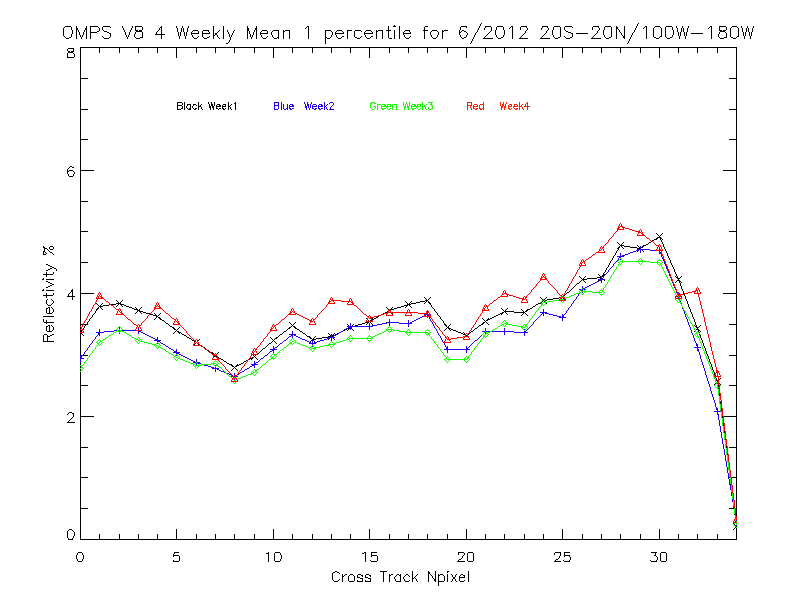 OMPS V8 4 Weekly Mean 1 percentile for 6/2012 20S-20N/100W-180W
8
Black Week1 Blue Week2 Green Week3 Red Week4
6
Reflectivity %
4
2
0
0 5 10 15 20 25 30
Cross Track Npixel